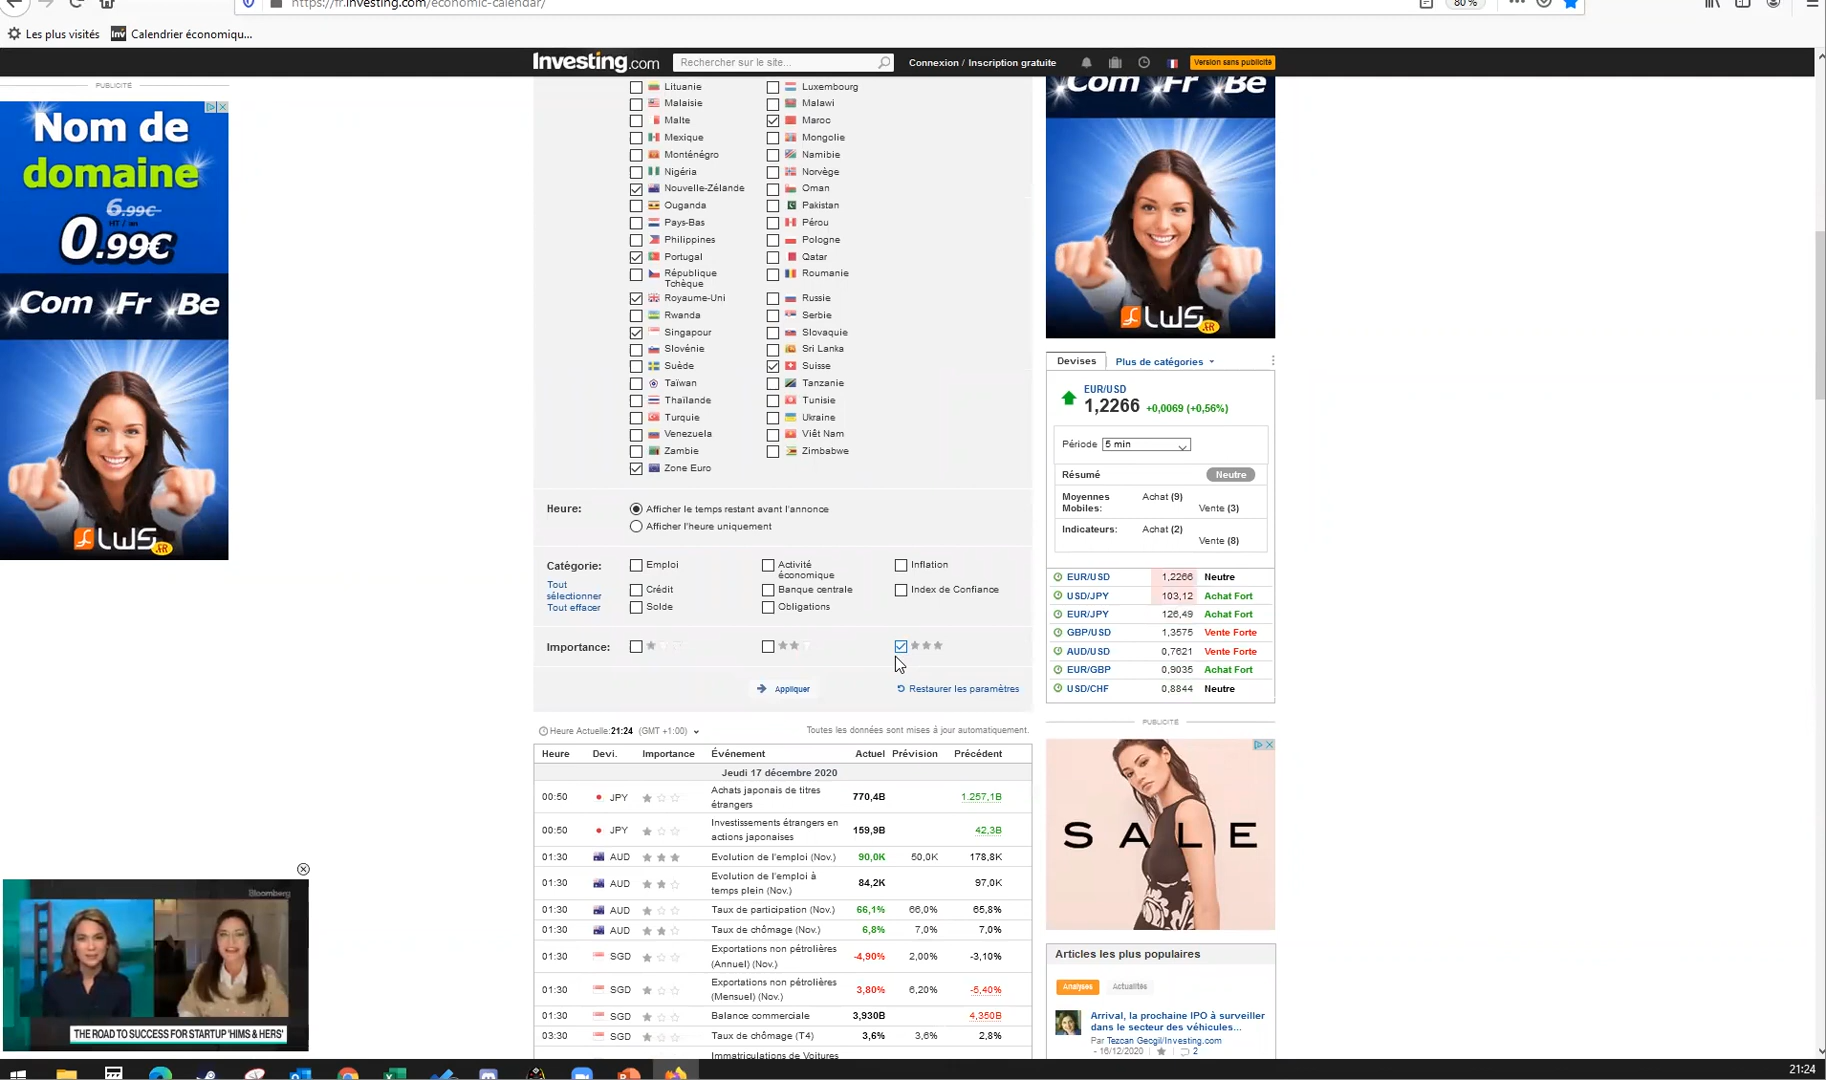 https://fr.investing.com/economic-calendar/
80 %
Les plus visités
Calendrier économiqu...
Investing.com
Rechercher sur le site...
Connexion / Inscription gratuite
Version sans publicité
PUBLICITÉ
Nom de
domaine
6.99€
HT / an
0.99€
Com Fr Be
LWS.FR
Lituanie
Luxembourg
Malaisie
Malawi
Malte
Maroc
Mexique
Mongolie
Monténégro
Namibie
Nigéria
Norvège
Nouvelle-Zélande
Oman
Ouganda
Pakistan
Pays-Bas
Pérou
Philippines
Pologne
Portugal
Qatar
République
Tchèque
Roumanie
Royaume-Uni
Russie
Rwanda
Serbie
Singapour
Slovaquie
Slovénie
Sri Lanka
Suède
Suisse
Taïwan
Tanzanie
Thaïlande
Tunisie
Turquie
Ukraine
Venezuela
Viêt Nam
Zambie
Zimbabwe
Zone Euro
Heure:
Afficher le temps restant avant l'annonce
Afficher l'heure uniquement
Catégorie:
Tout
sélectionner
Tout effacer
Emploi
Activité
économique
Inflation
Crédit
Banque centrale
Index de Confiance
Solde
Obligations
Importance:
Appliquer
Restaurer les paramètres
Heure Actuelle:21:24 (GMT +1:00)
Toutes les données sont mises à jour automatiquement.
Heure Devi. Importance Événement Actuel Prévision Précédent
Jeudi 17 décembre 2020
00:50 JPY Achats japonais de titres
étrangers 770,4B 1.257,1B
00:50 JPY Investissements étrangers en
actions japonaises 159,9B 42,3B
01:30 AUD Evolution de l'emploi (Nov.) 90,0K 50,0K 178,8K
01:30 AUD Evolution de l'emploi à
temps plein (Nov.) 84,2K 97,0K
01:30 AUD Taux de participation (Nov.) 66,1% 66,0% 65,8%
01:30 AUD Taux de chômage (Nov.) 6,8% 7,0% 7,0%
01:30 SGD Exportations non pétrolières
(Annuel) (Nov.) -4,90% 2,00% -3,10%
01:30 SGD Exportations non pétrolières
(Mensuel) (Nov.) 3,80% 6,20% -5,40%
01:30 SGD Balance commerciale 3,930B 4,350B
03:30 SGD Taux de chômage (T4) 3,6% 3,6% 2,8%
Immatriculations de Voitures
Com Fr Be
LWS.FR
Devises
Plus de catégories
EUR/USD
1,2266 +0,0069 (+0,56%)
Période 5 min
Résumé Neutre
Moyennes
Mobiles: Achat (9)
Vente (3)
Indicateurs: Achat (2)
Vente (8)
EUR/USD 1,2266 Neutre
USD/JPY 103,12 Achat Fort
EUR/JPY 126,49 Achat Fort
GBP/USD 1,3575 Vente Forte
AUD/USD 0,7621 Vente Forte
EUR/GBP 0,9035 Achat Fort
USD/CHF 0,8844 Neutre
PUBLICITÉ
SALE
Articles les plus populaires
Analyses
Actualités
Arrival, la prochaine IPO à surveiller
dans le secteur des véhicules...
Par Tezcan Gecgil/Investing.com
- 16/12/2020 | 2
Bloomberg
THE ROAD TO SUCCESS FOR STARTUP 'HIMS & HERS'
21:24